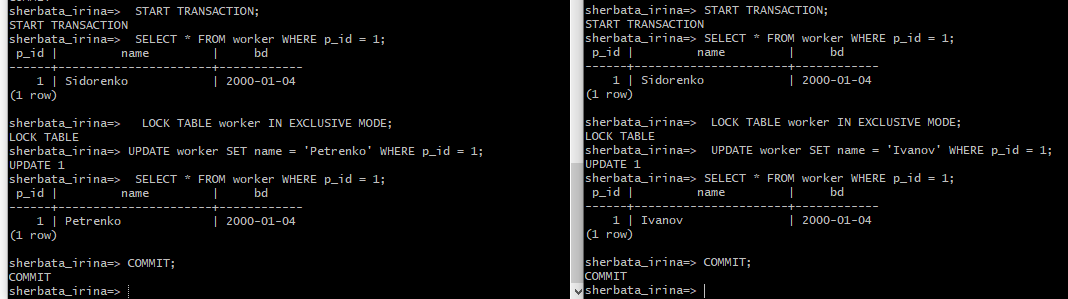 sherbata_irina=>  START TRANSACTION;
START TRANSACTION
sherbata_irina=>  SELECT * FROM worker WHERE p_id = 1;
 p_id |         name          |     bd
------+-----------------------+------------
    1 | Sidorenko             | 2000-01-04
(1 row)
sherbata_irina=>   LOCK TABLE worker IN EXCLUSIVE MODE;
LOCK TABLE
sherbata_irina=> UPDATE worker SET name = 'Petrenko' WHERE p_id = 1;
UPDATE 1
sherbata_irina=>  SELECT * FROM worker WHERE p_id = 1;
 p_id |         name          |     bd
------+-----------------------+------------
    1 | Petrenko              | 2000-01-04
(1 row)
sherbata_irina=> COMMIT;
COMMIT
sherbata_irina=>
sherbata_irina=> START TRANSACTION;
START TRANSACTION
sherbata_irina=> SELECT * FROM worker WHERE p_id = 1;
 p_id |         name          |     bd
------+-----------------------+------------
    1 | Sidorenko             | 2000-01-04
(1 row)
sherbata_irina=>  LOCK TABLE worker IN EXCLUSIVE MODE;
LOCK TABLE
sherbata_irina=>  UPDATE worker SET name = 'Ivanov' WHERE p_id = 1;
UPDATE 1
sherbata_irina=> SELECT * FROM worker WHERE p_id = 1;
 p_id |         name          |     bd
------+-----------------------+------------
    1 | Ivanov                | 2000-01-04
(1 row)
sherbata_irina=> COMMIT;
COMMIT
sherbata_irina=>